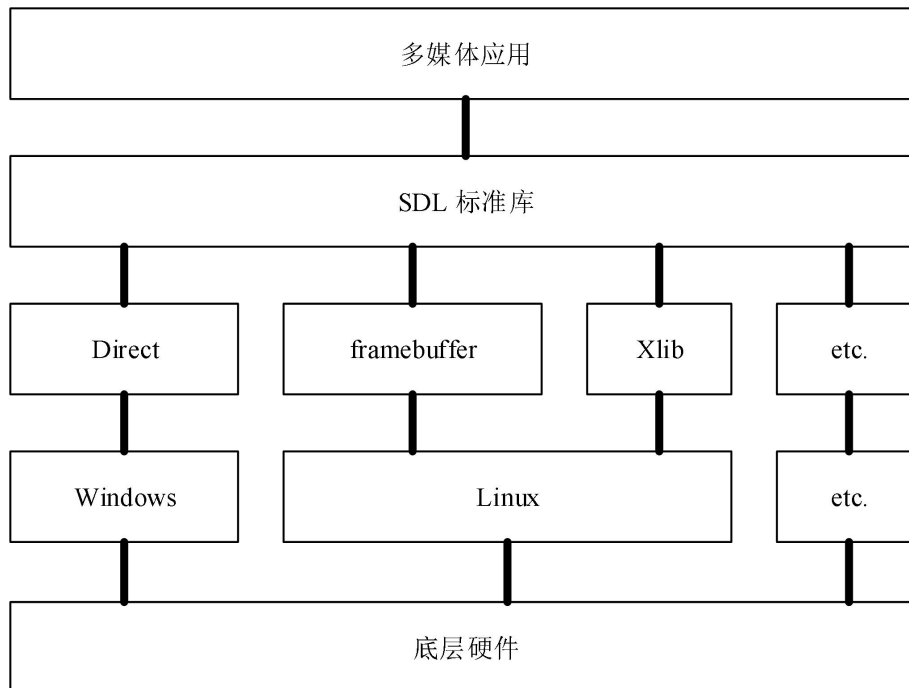 多媒体应用
SDL 标准库
Direct
framebuffer
Xlib
etc.
Windows
Linux
etc.
底层硬件